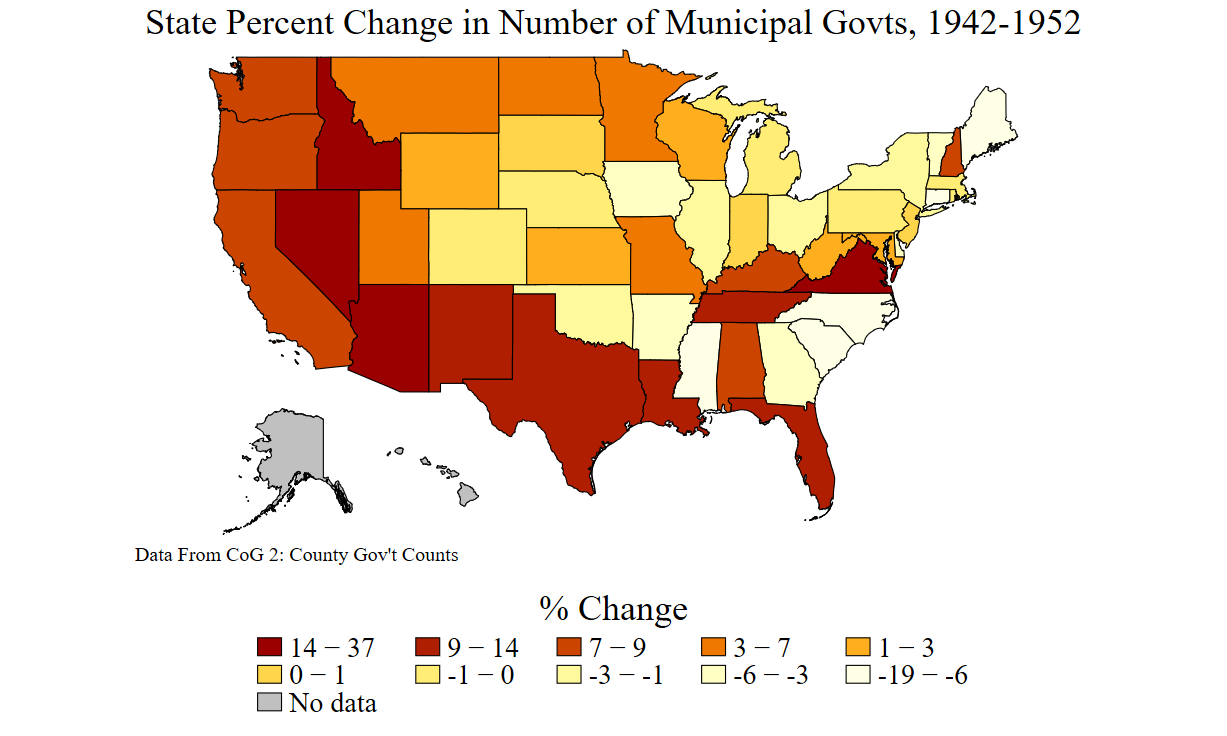 State Percent Change in Number of Municipal Govts, 1942-1952
Data From CoG 2: County Gov't Counts
% Change
14 − 37 9 − 14 7 − 9 3 − 7 1 − 3
0 − 1 -1 − 0 -3 − -1 -6 − -3 -19 − -6
No data